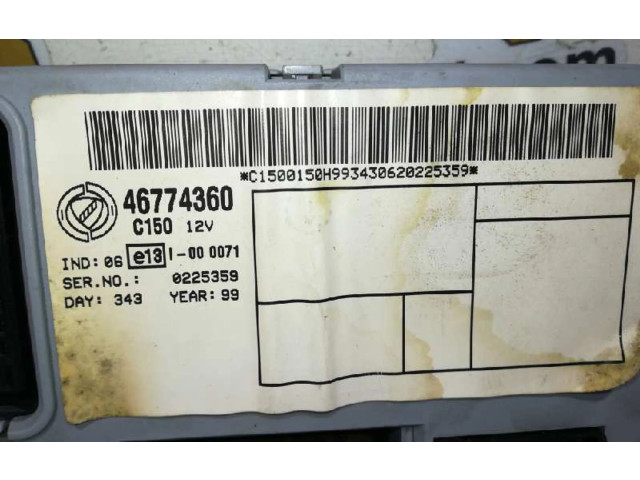 *C1500150H993430620225359*
46774360
C150 12V
IND: 06 e13 I-00 0071
SER.NO.: 0225359
DAY: 343 YEAR: 99